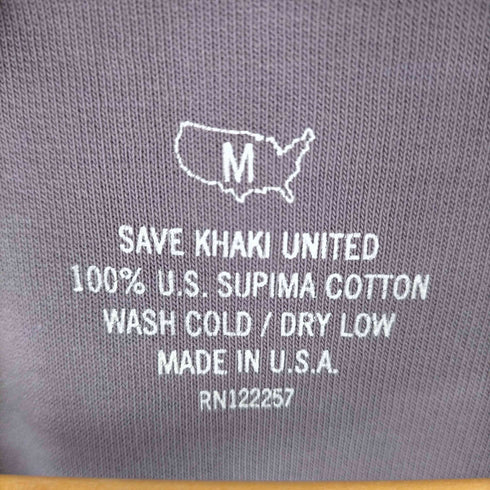 M
SAVE KHAKI UNITED
100% U.S. SUPIMA COTTON
WASH COLD / DRY LOW
MADE IN U.S.A.
RN122257